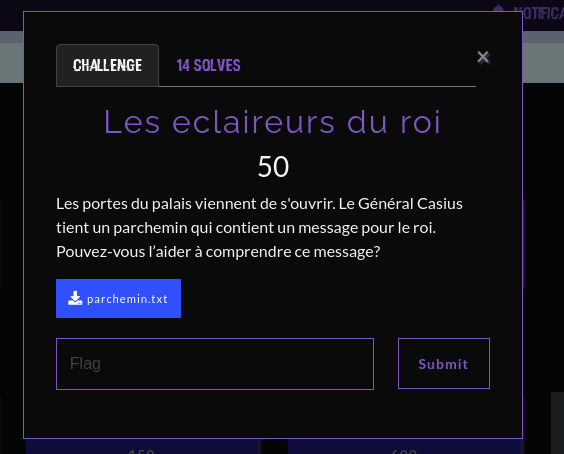 NOTIFICA
CHALLENGE
14 SOLVES
×
Les eclaireurs du roi
50
Les portes du palais viennent de s'ouvrir. Le Général Casius
tient un parchemin qui contient un message pour le roi.
Pouvez-vous l’aider à comprendre ce message?
parchemin.txt
Flag
Submit